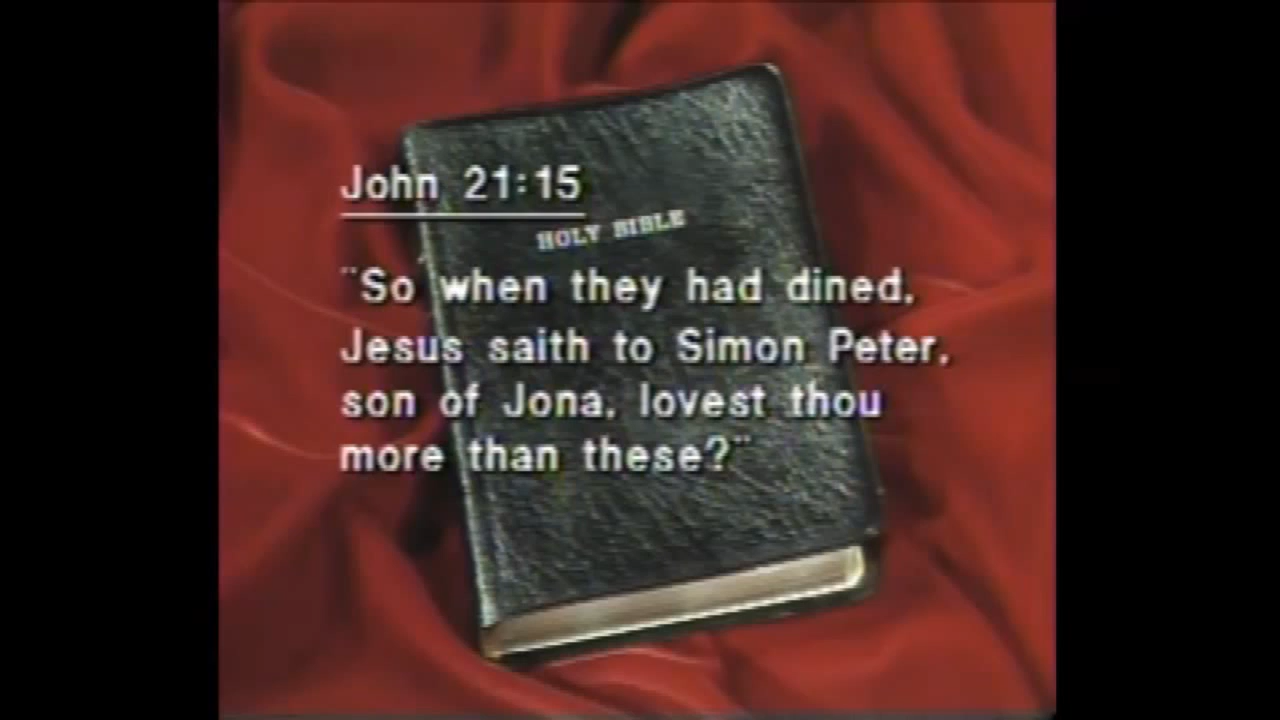 John 21:15
HOLY BIBLE
"So when they had dined,
Jesus saith to Simon Peter,
son of Jona, lovest thou
more than these?"